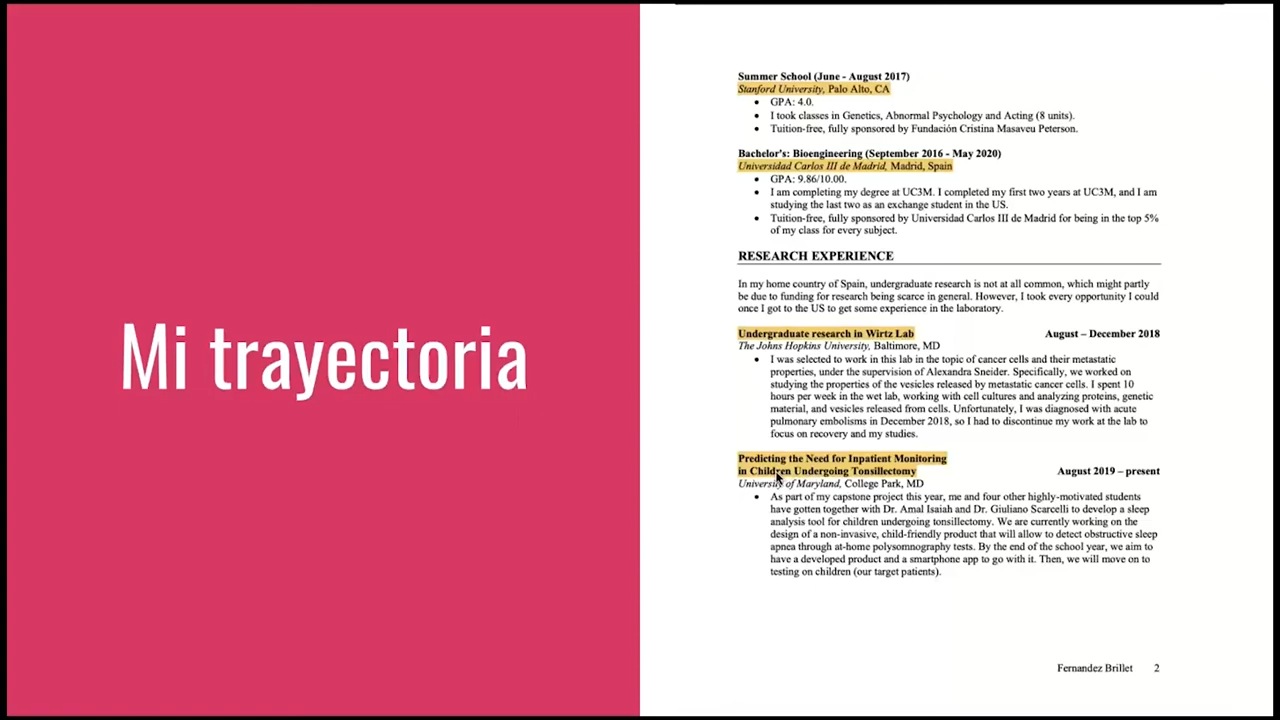 Mi trayectoria
Summer School (June - August 2017)
Stanford University, Palo Alto, CA
• GPA: 4.0.
• I took classes in Genetics, Abnormal Psychology and Acting (8 units).
• Tuition-free, fully sponsored by Fundación Cristina Masaveu Peterson.
Bachelor's: Bioengineering (September 2016 - May 2020)
Universidad Carlos III de Madrid, Madrid, Spain
• GPA: 9.86/10.00.
• I am completing my degree at UC3M. I completed my first two years at UC3M, and I am
studying the last two as an exchange student in the US.
• Tuition-free, fully sponsored by Universidad Carlos III de Madrid for being in the top 5%
of my class for every subject.
RESEARCH EXPERIENCE
In my home country of Spain, undergraduate research is not at all common, which might partly
be due to funding for research being scarce in general. However, I took every opportunity I could
once I got to the US to get some experience in the laboratory.
Undergraduate research in Wirtz Lab August – December 2018
The Johns Hopkins University, Baltimore, MD
• I was selected to work in this lab in the topic of cancer cells and their metastatic
properties, under the supervision of Alexandra Sneider. Specifically, we worked on
studying the properties of the vesicles released by metastatic cancer cells. I spent 10
hours per week in the wet lab, working with cell cultures and analyzing proteins, genetic
material, and vesicles released from cells. Unfortunately, I was diagnosed with acute
pulmonary embolisms in December 2018, so I had to discontinue my work at the lab to
focus on recovery and my studies.
Predicting the Need for Inpatient Monitoring
in Children Undergoing Tonsillectomy August 2019 – present
University of Maryland, College Park, MD
• As part of my capstone project this year, me and four other highly-motivated students
have gotten together with Dr. Amal Isaiah and Dr. Giuliano Scarcelli to develop a sleep
analysis tool for children undergoing tonsillectomy. We are currently working on the
design of a non-invasive, child-friendly product that will allow to detect obstructive sleep
apnea through at-home polysomnography tests. By the end of the school year, we aim to
have a developed product and a smartphone app to go with it. Then, we will move on to
testing on children (our target patients).
Fernandez Brillet 2